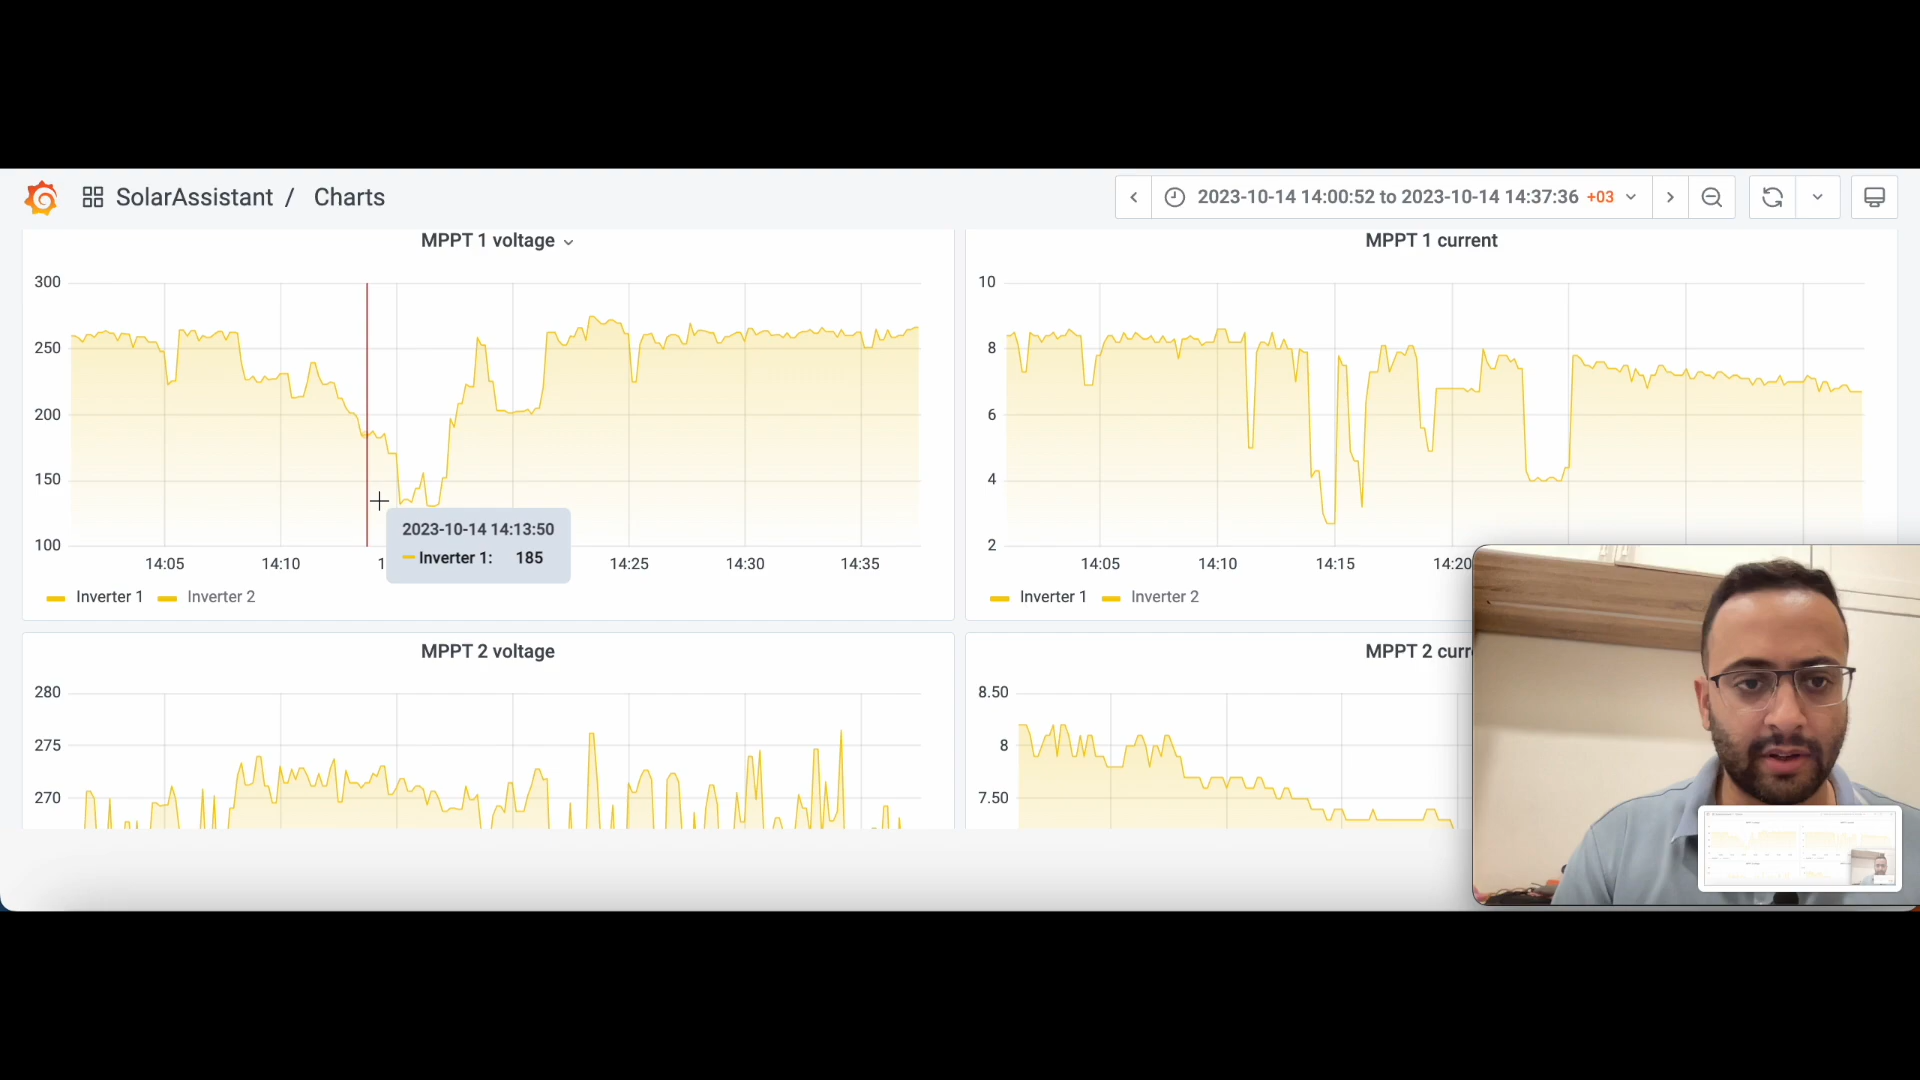 SolarAssistant / Charts
2023-10-14 14:00:52 to 2023-10-14 14:37:36 +03
MPPT 1 voltage
300
250
200
150
100
14:05 14:10 1 14:25 14:30 14:35
2023-10-14 14:13:50
Inverter 1: 185
Inverter 1 Inverter 2
MPPT 1 current
10
8
6
4
2
14:05 14:10 14:15 14:20
Inverter 1 Inverter 2
MPPT 2 voltage
280
275
270
MPPT 2 curr
8.50
8
7.50